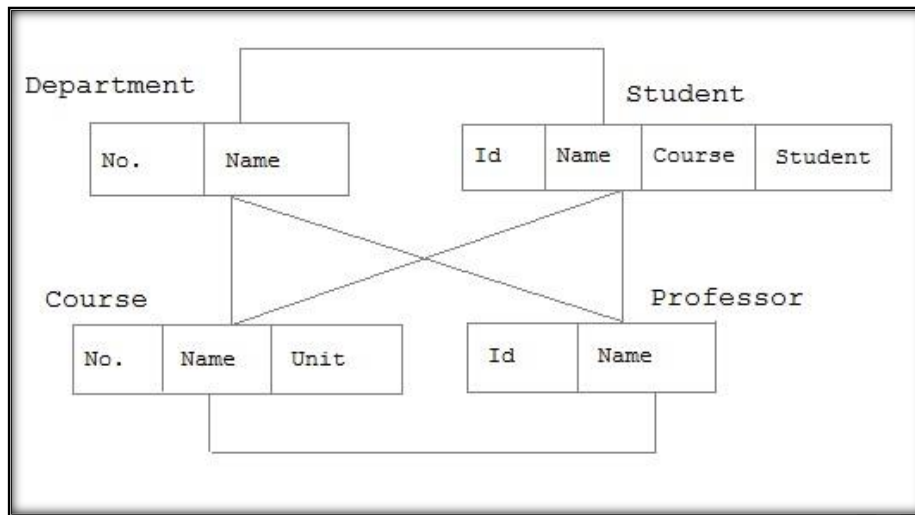 Department
Student
No. Name
Id Name Course Student
Course
Professor
No. Name Unit
Id Name